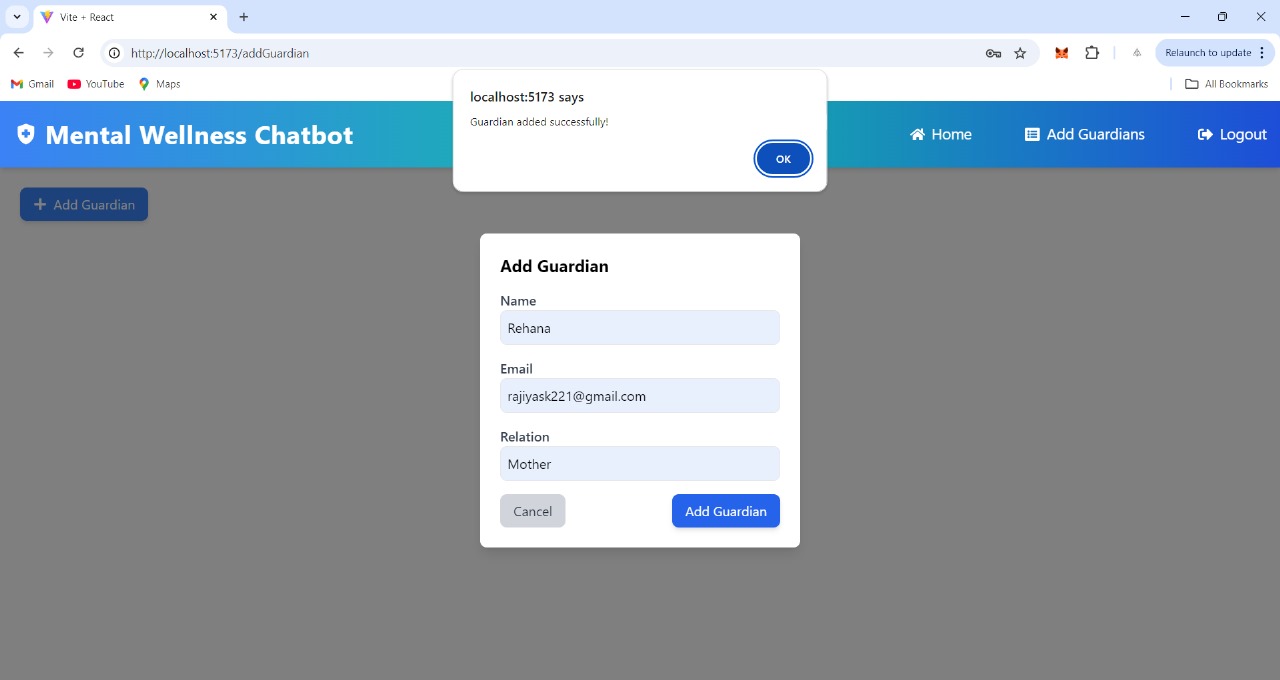 Vite + React
http://localhost:5173/addGuardian
Relaunch to update
Gmail YouTube Maps
All Bookmarks
localhost:5173 says
Guardian added successfully!
OK
Mental Wellness Chatbot
Home Add Guardians Logout
Add Guardian
Add Guardian
Name
Rehana
Email
rajiyask221@gmail.com
Relation
Mother
Cancel Add Guardian